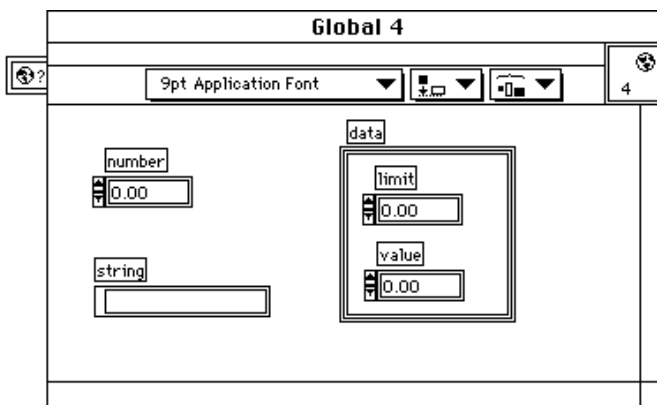 Global 4
?
9pt Application Font
4
data
number
0.00
limit
0.00
value
0.00
string